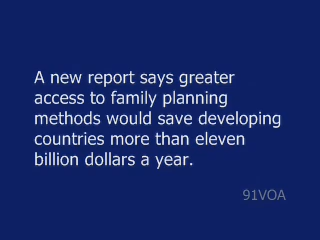 A new report says greater
access to family planning
methods would save developing
countries more than eleven
billion dollars a year.
91VOA